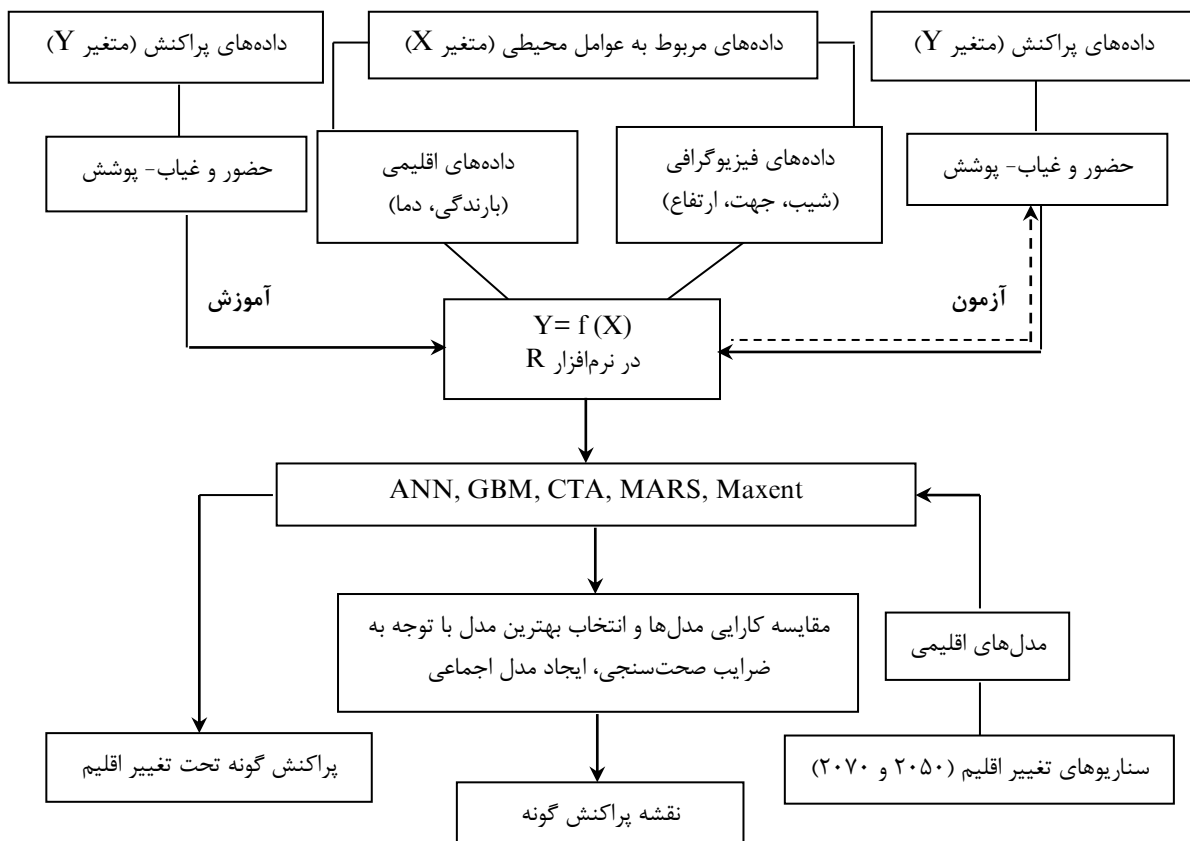 داده‌های پراکنش (متغیر Y)
داده‌های مربوط به عوامل محیطی (متغیر X)
داده‌های پراکنش (متغیر Y)
حضور و غیاب- پوشش
داده‌های فیزیوگرافی
(شیب، جهت، ارتفاع)
داده‌های اقلیمی
(بارندگی، دما)
حضور و غیاب- پوشش
آزمون
آموزش
Y= f (X)
در نرم‌افزار R
ANN, GBM, CTA, MARS, Maxent
مقایسه کارایی مدل‌ها و انتخاب بهترین مدل با توجه به
ضرایب صحت‌سنجی، ایجاد مدل اجماعی
مدل‌های اقلیمی
سناریوهای تغییر اقلیم (۲۰۵۰ و ۲۰۷۰)
پراکنش گونه تحت تغییر اقلیم
نقشه پراکنش گونه